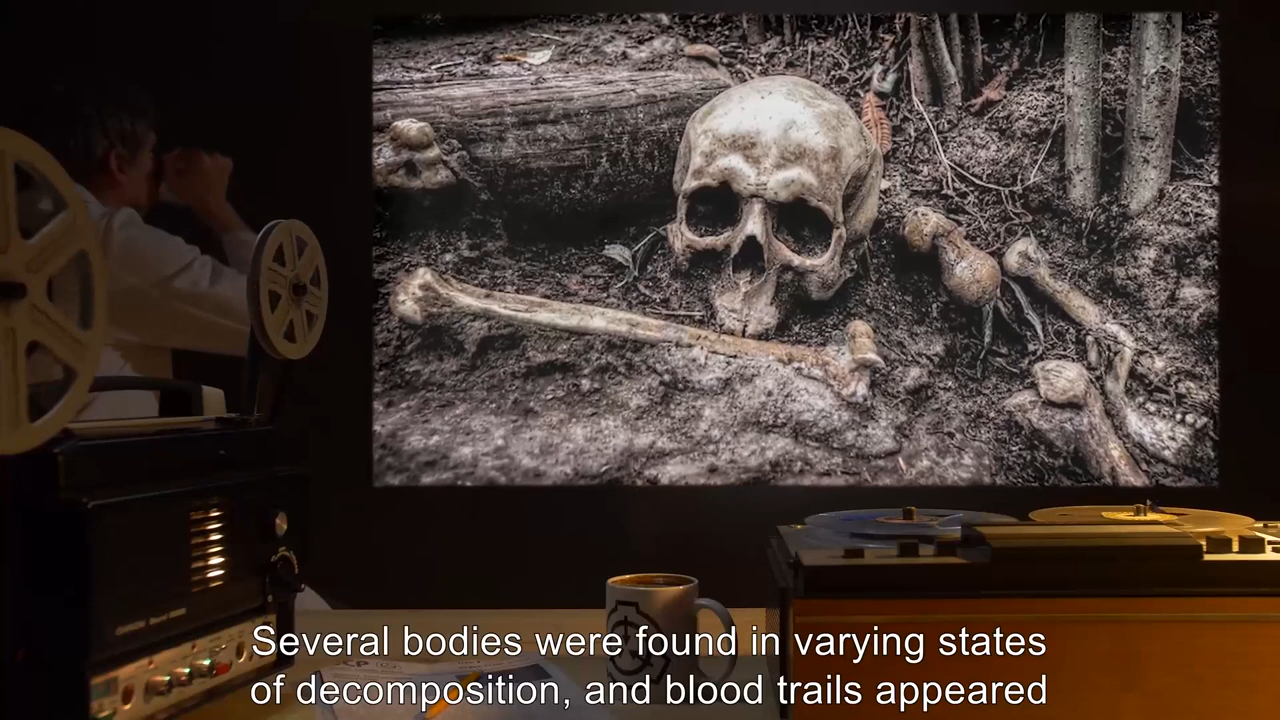 Several bodies were found in varying states
of decomposition, and blood trails appeared